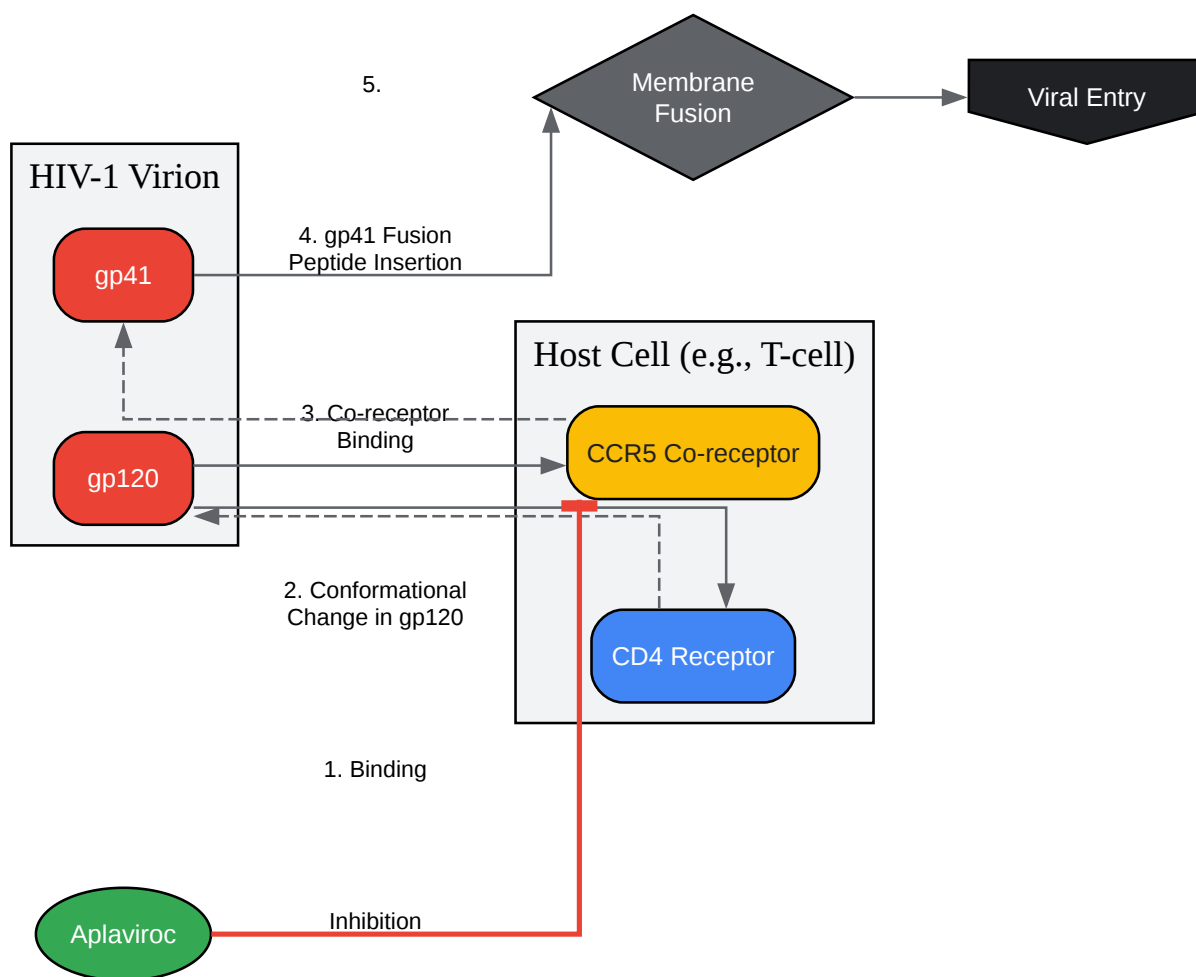 5.
Membrane
Fusion
Viral Entry
HIV-1 Virion
gp41
4. gp41 Fusion
Peptide Insertion
Host Cell (e.g., T-cell)
3. Co-receptor
Binding
CCR5 Co-receptor
gp120
2. Conformational
Change in gp120
CD4 Receptor
1. Binding
Aplaviroc
Inhibition